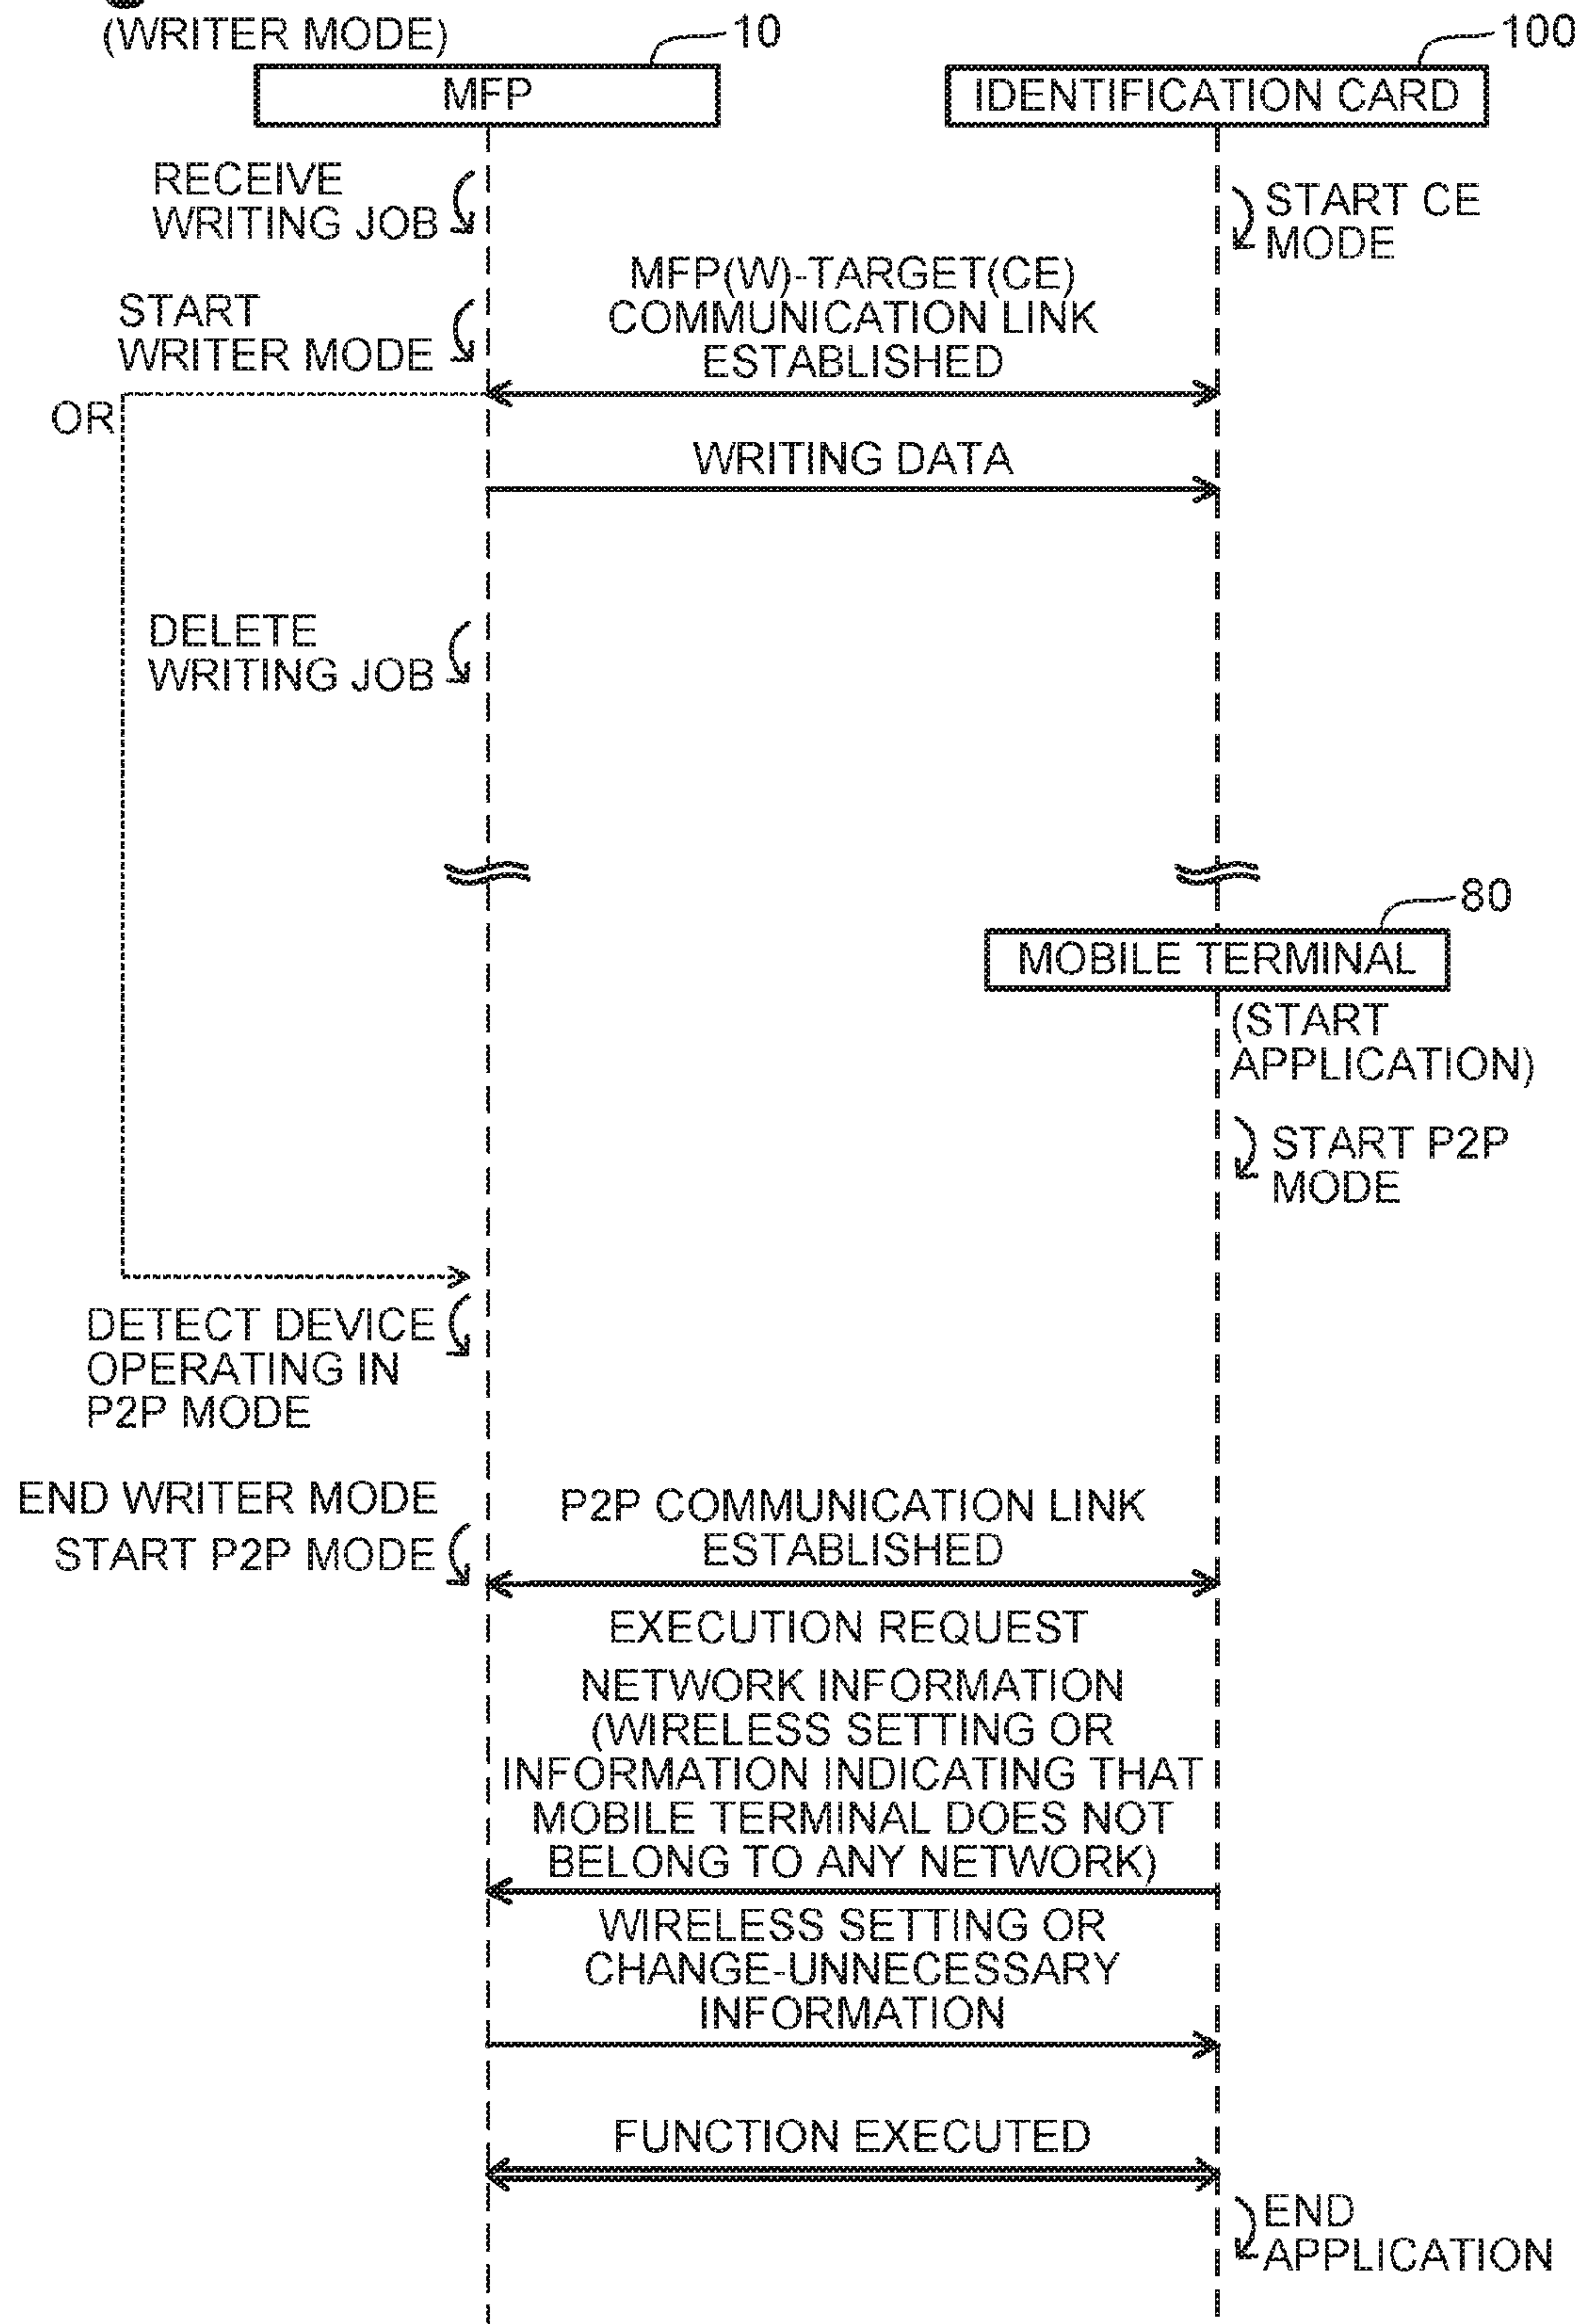 (WRITER MODE)
10
100
MFP
IDENTIFICATION CARD
RECEIVE
WRITING JOB
START CE
MODE
MFP(W)-TARGET(CE)
COMMUNICATION LINK
ESTABLISHED
START
WRITER MODE
OR
WRITING DATA
DELETE
WRITING JOB
80
MOBILE TERMINAL
(START
APPLICATION)
START P2P
MODE
DETECT DEVICE
OPERATING IN
P2P MODE
END WRITER MODE
START P2P MODE
P2P COMMUNICATION LINK
ESTABLISHED
EXECUTION REQUEST
NETWORK INFORMATION
(WIRELESS SETTING OR
INFORMATION INDICATING THAT
MOBILE TERMINAL DOES NOT
BELONG TO ANY NETWORK)
WIRELESS SETTING OR
CHANGE-UNNECESSARY
INFORMATION
FUNCTION EXECUTED
END
APPLICATION